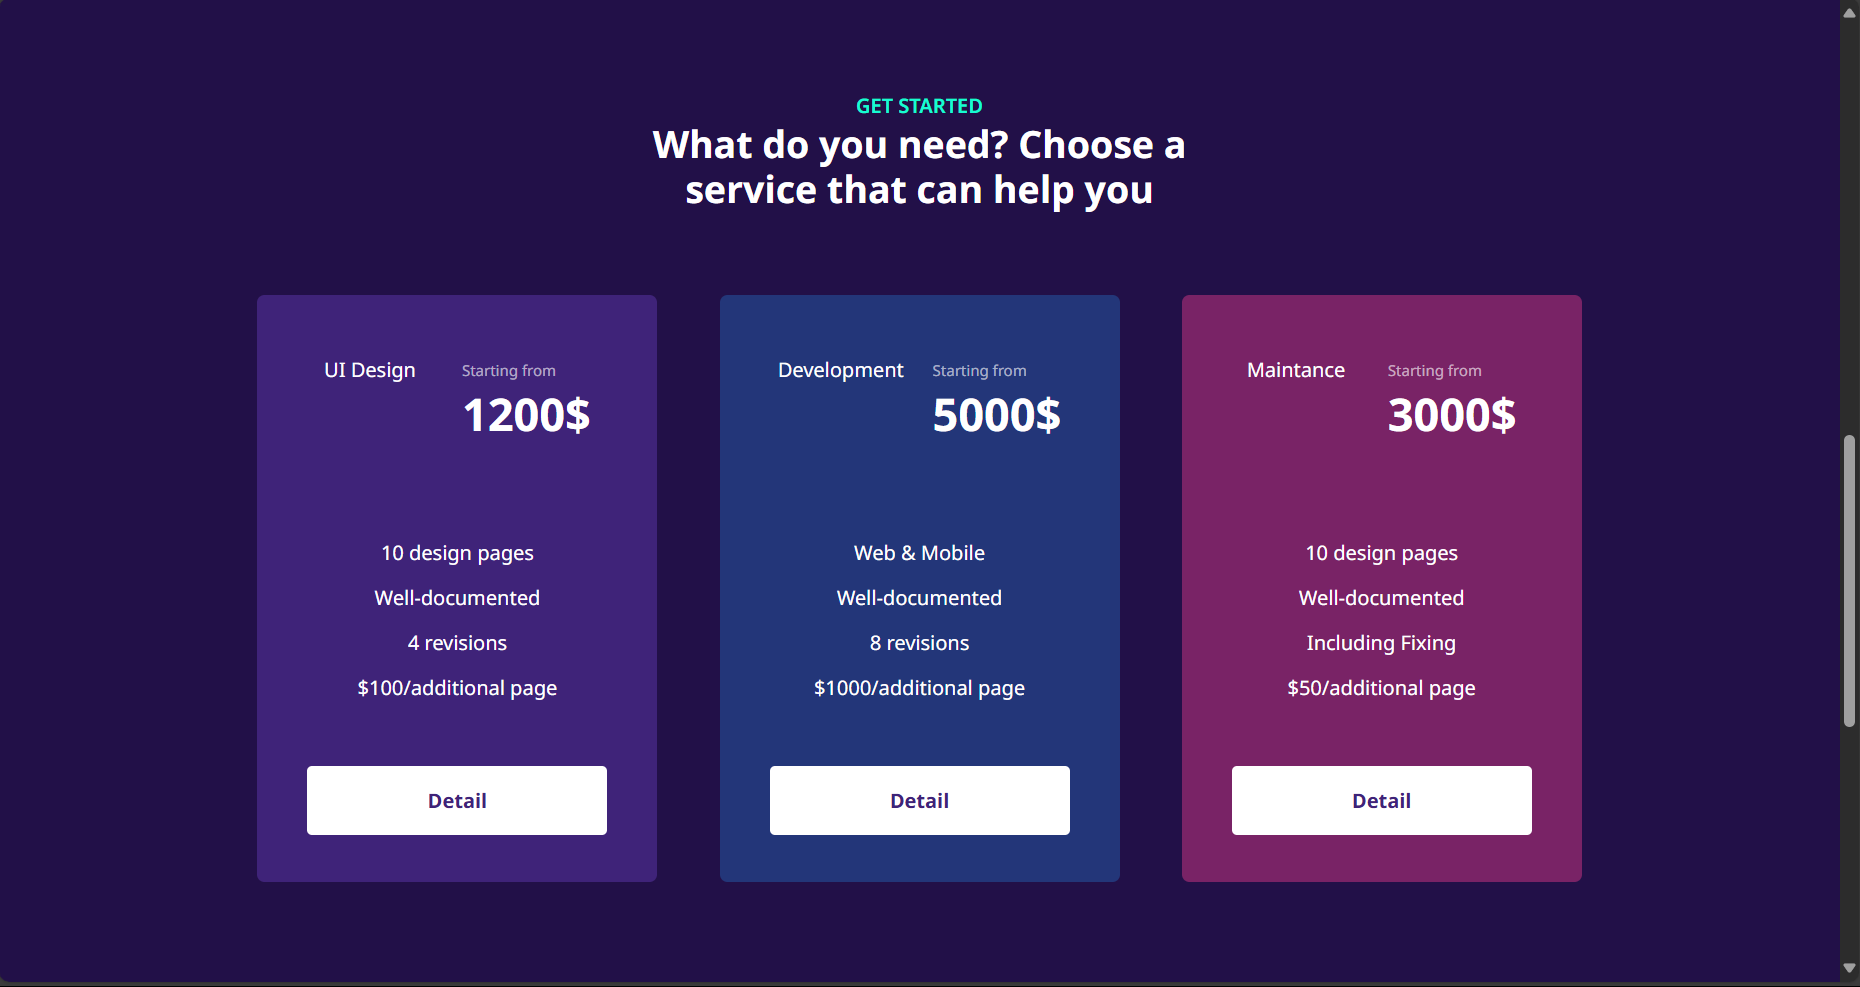 GET STARTED
What do you need? Choose a
service that can help you
UI Design
Starting from
1200$
10 design pages
Well-documented
4 revisions
$100/additional page
Detail
Development
Starting from
5000$
Web & Mobile
Well-documented
8 revisions
$1000/additional page
Detail
Maintance
Starting from
3000$
10 design pages
Well-documented
Including Fixing
$50/additional page
Detail